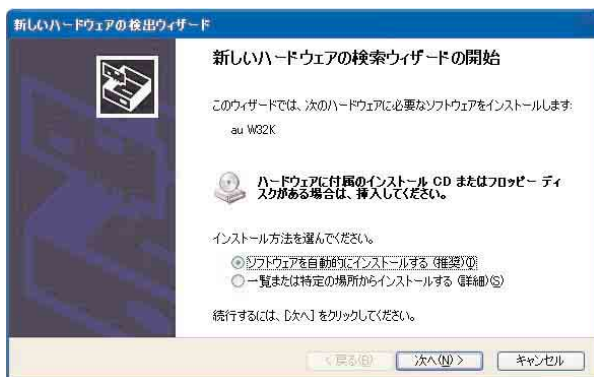 新しいハードウェアの検出ウィザード
新しいハードウェアの検索ウィザードの開始
このウィザードでは、次のハードウェアに必要なソフトウェアをインストールします:
au W32K
ハードウェアに付属のインストール CD またはフロッピー ディ
スクがある場合は、挿入してください。
インストール方法を選んでください。
ソフトウェアを自動的にインストールする (推奨)(I)
一覧または特定の場所からインストールする (詳細)(S)
続行するには、[次へ] をクリックしてください。
< 戻る(B) 次へ(N) > キャンセル